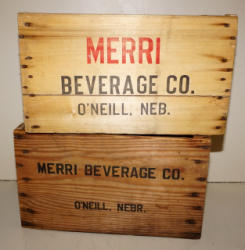 MERRI
BEVERAGE CO.
O'NEILL, NEB.
MERRI BEVERAGE CO.
O'NEILL, NEBR.